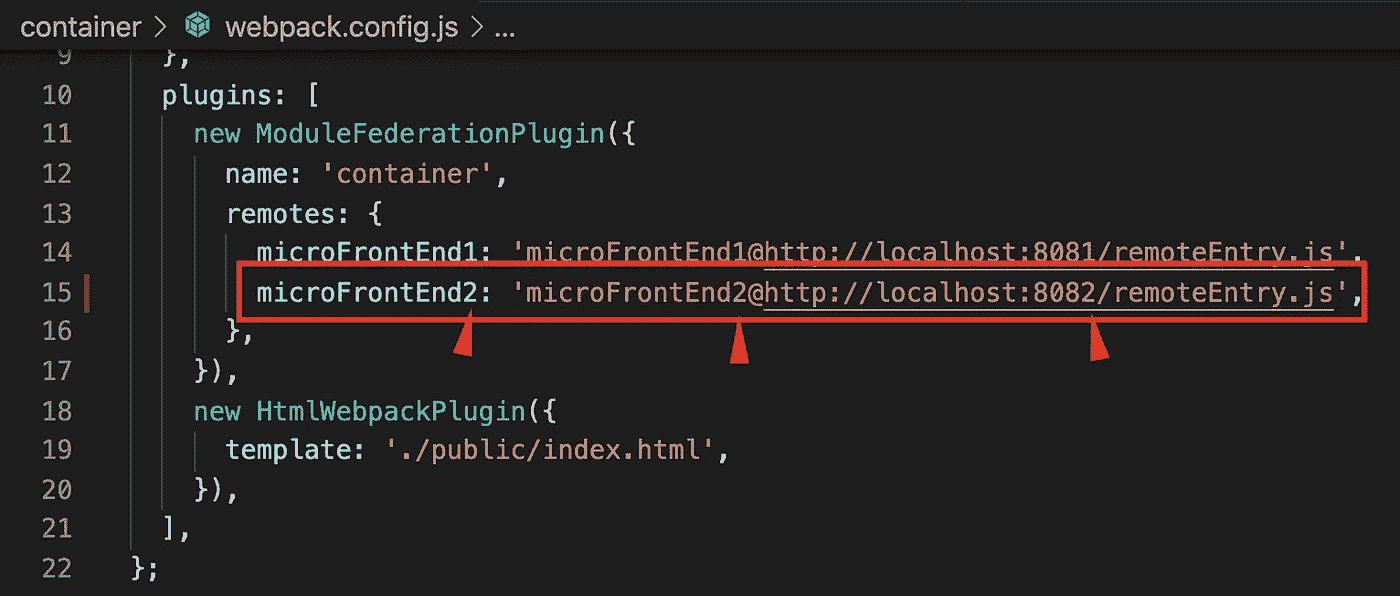 container > webpack.config.js > ...
9 },
10 plugins: [
11 new ModuleFederationPlugin({
12 name: 'container',
13 remotes: {
14 microFrontEnd1: 'microFrontEnd1@http://localhost:8081/remoteEntry.js',
15 microFrontEnd2: 'microFrontEnd2@http://localhost:8082/remoteEntry.js',
16 },
17 }),
18 new HtmlWebpackPlugin({
19 template: './public/index.html',
20 }),
21 ],
22 };